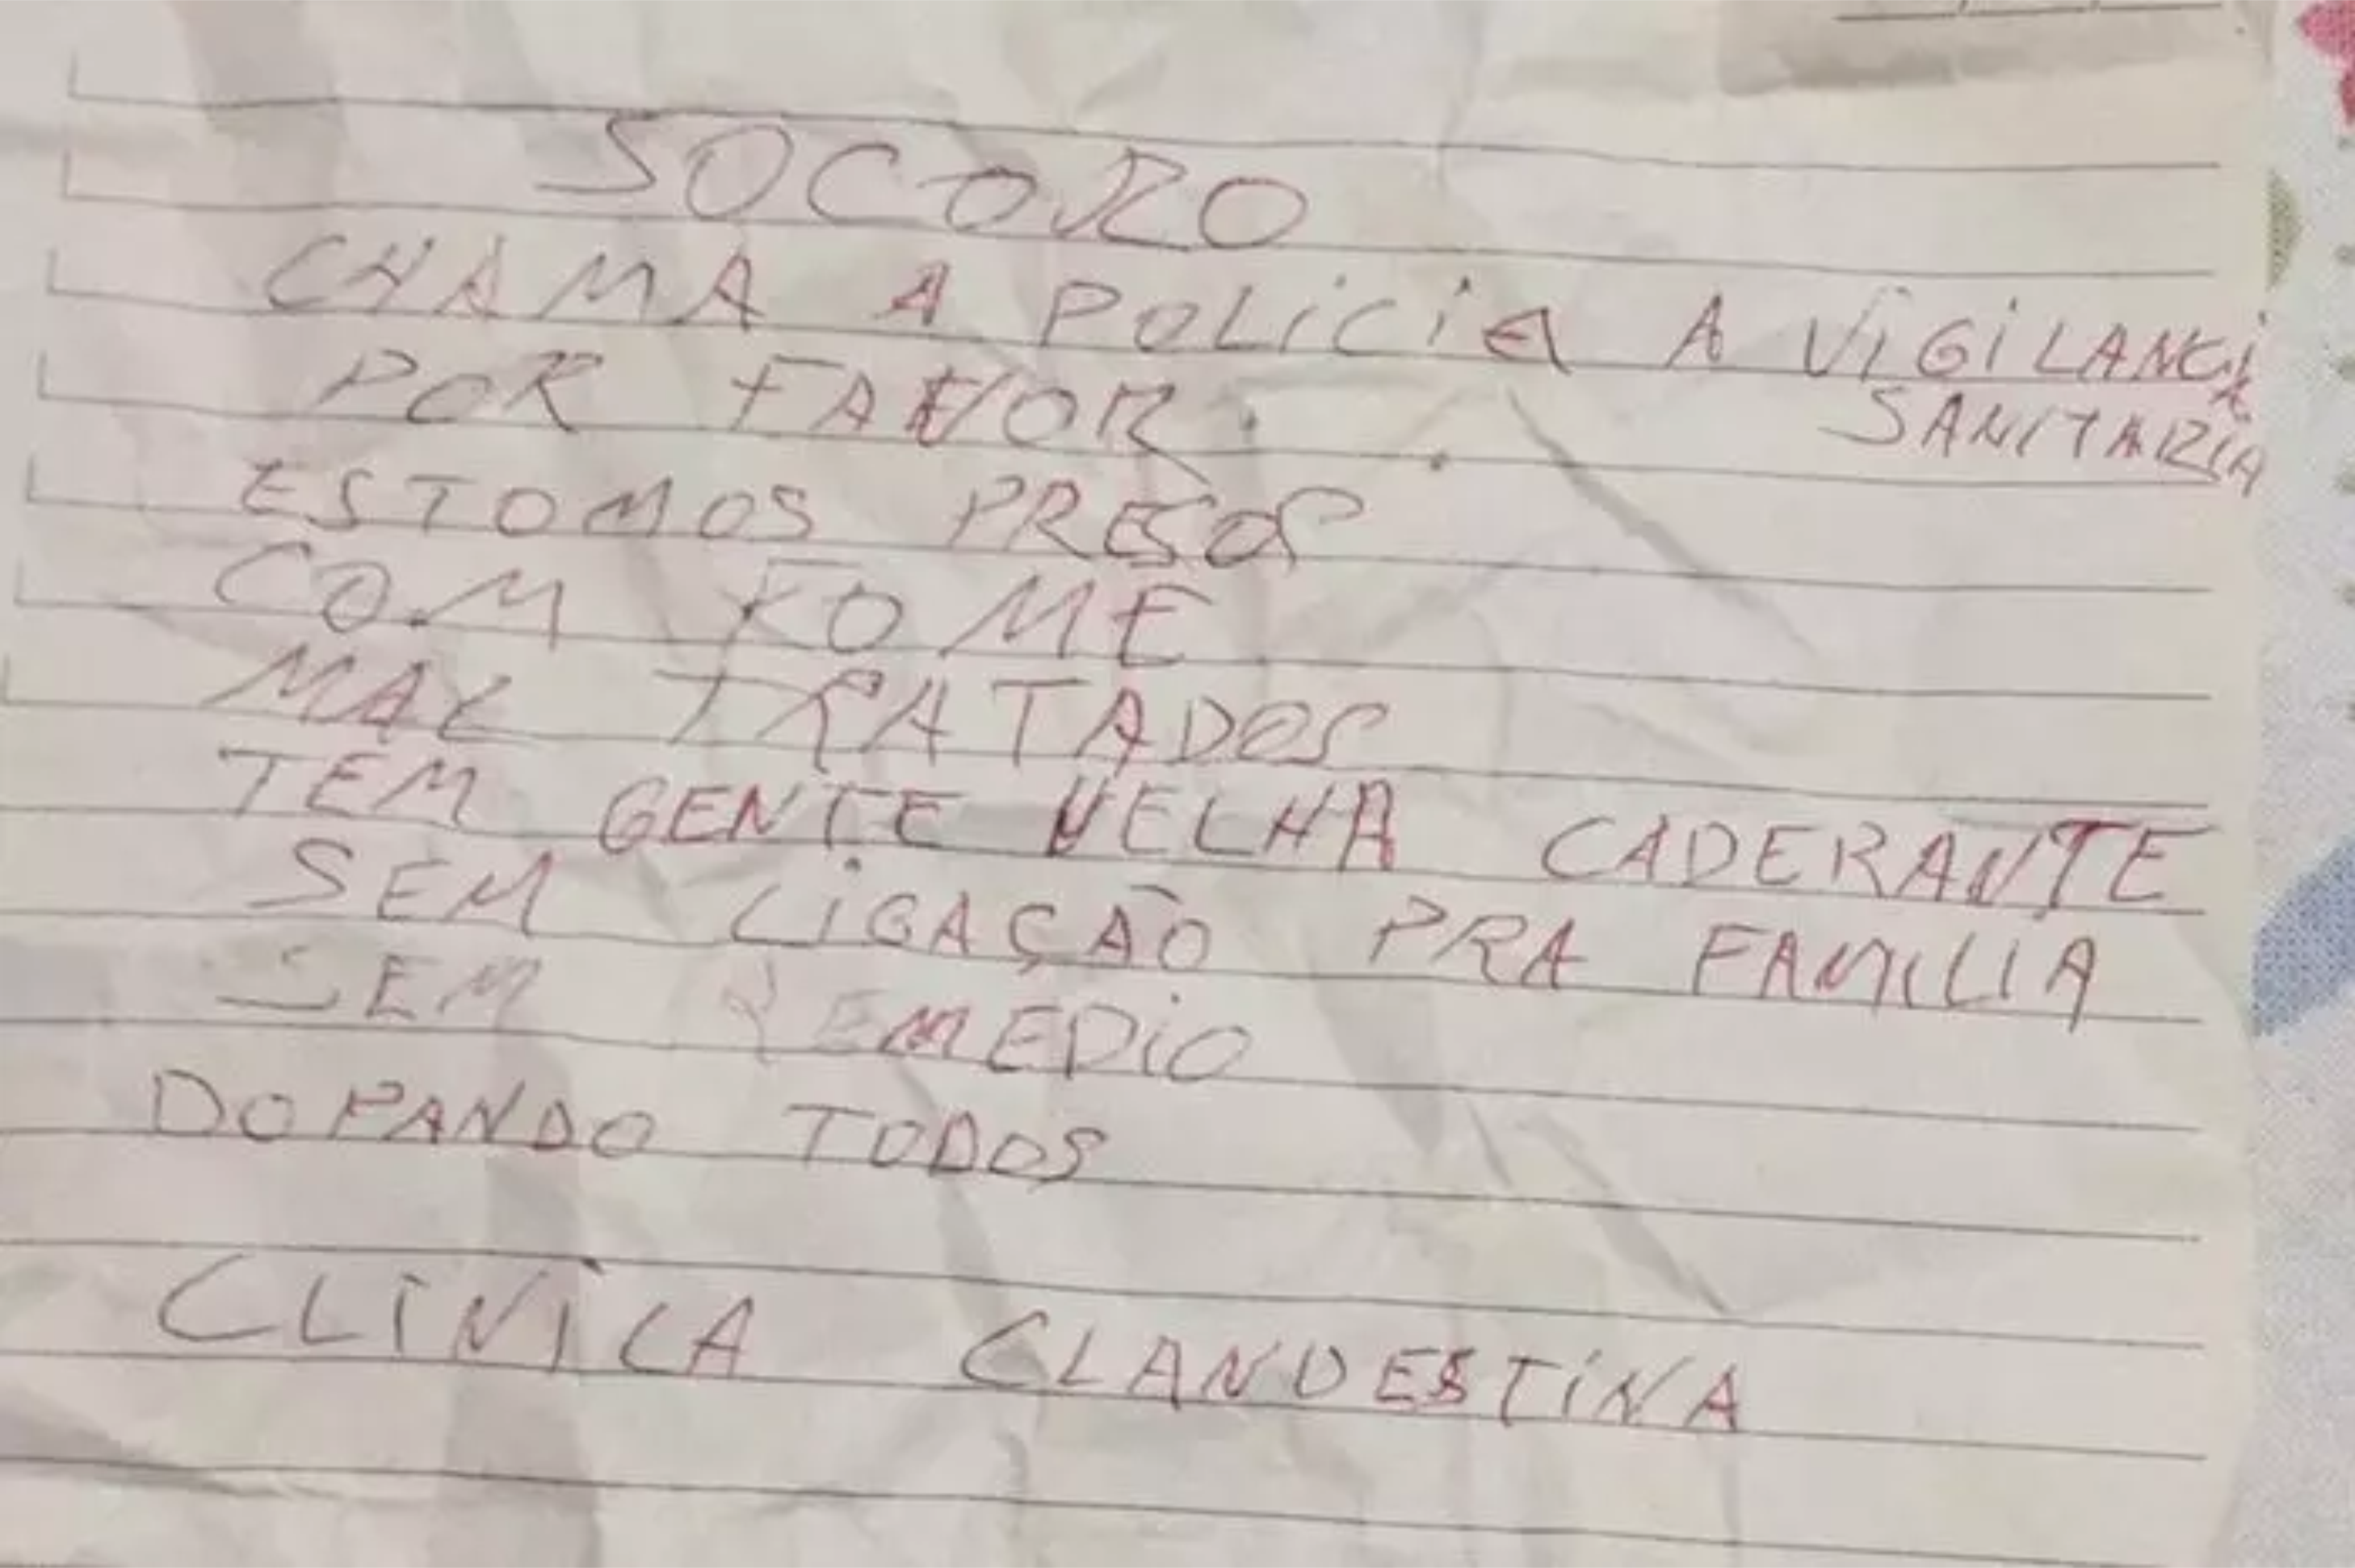 SOCORO
CHAMA A POLICIA A VIGILANCIA
SANITARIA
POR FAVOR.
ESTOMOS PRESOS
COM FOME
MAL TRATADOS
TEM GENTE VELHA CADERANTE
SEM LIGAÇÃO PRA FAMILIA
SEM REMEDIO
DOPANDO TODOS
CLINICA CLANDESTINA